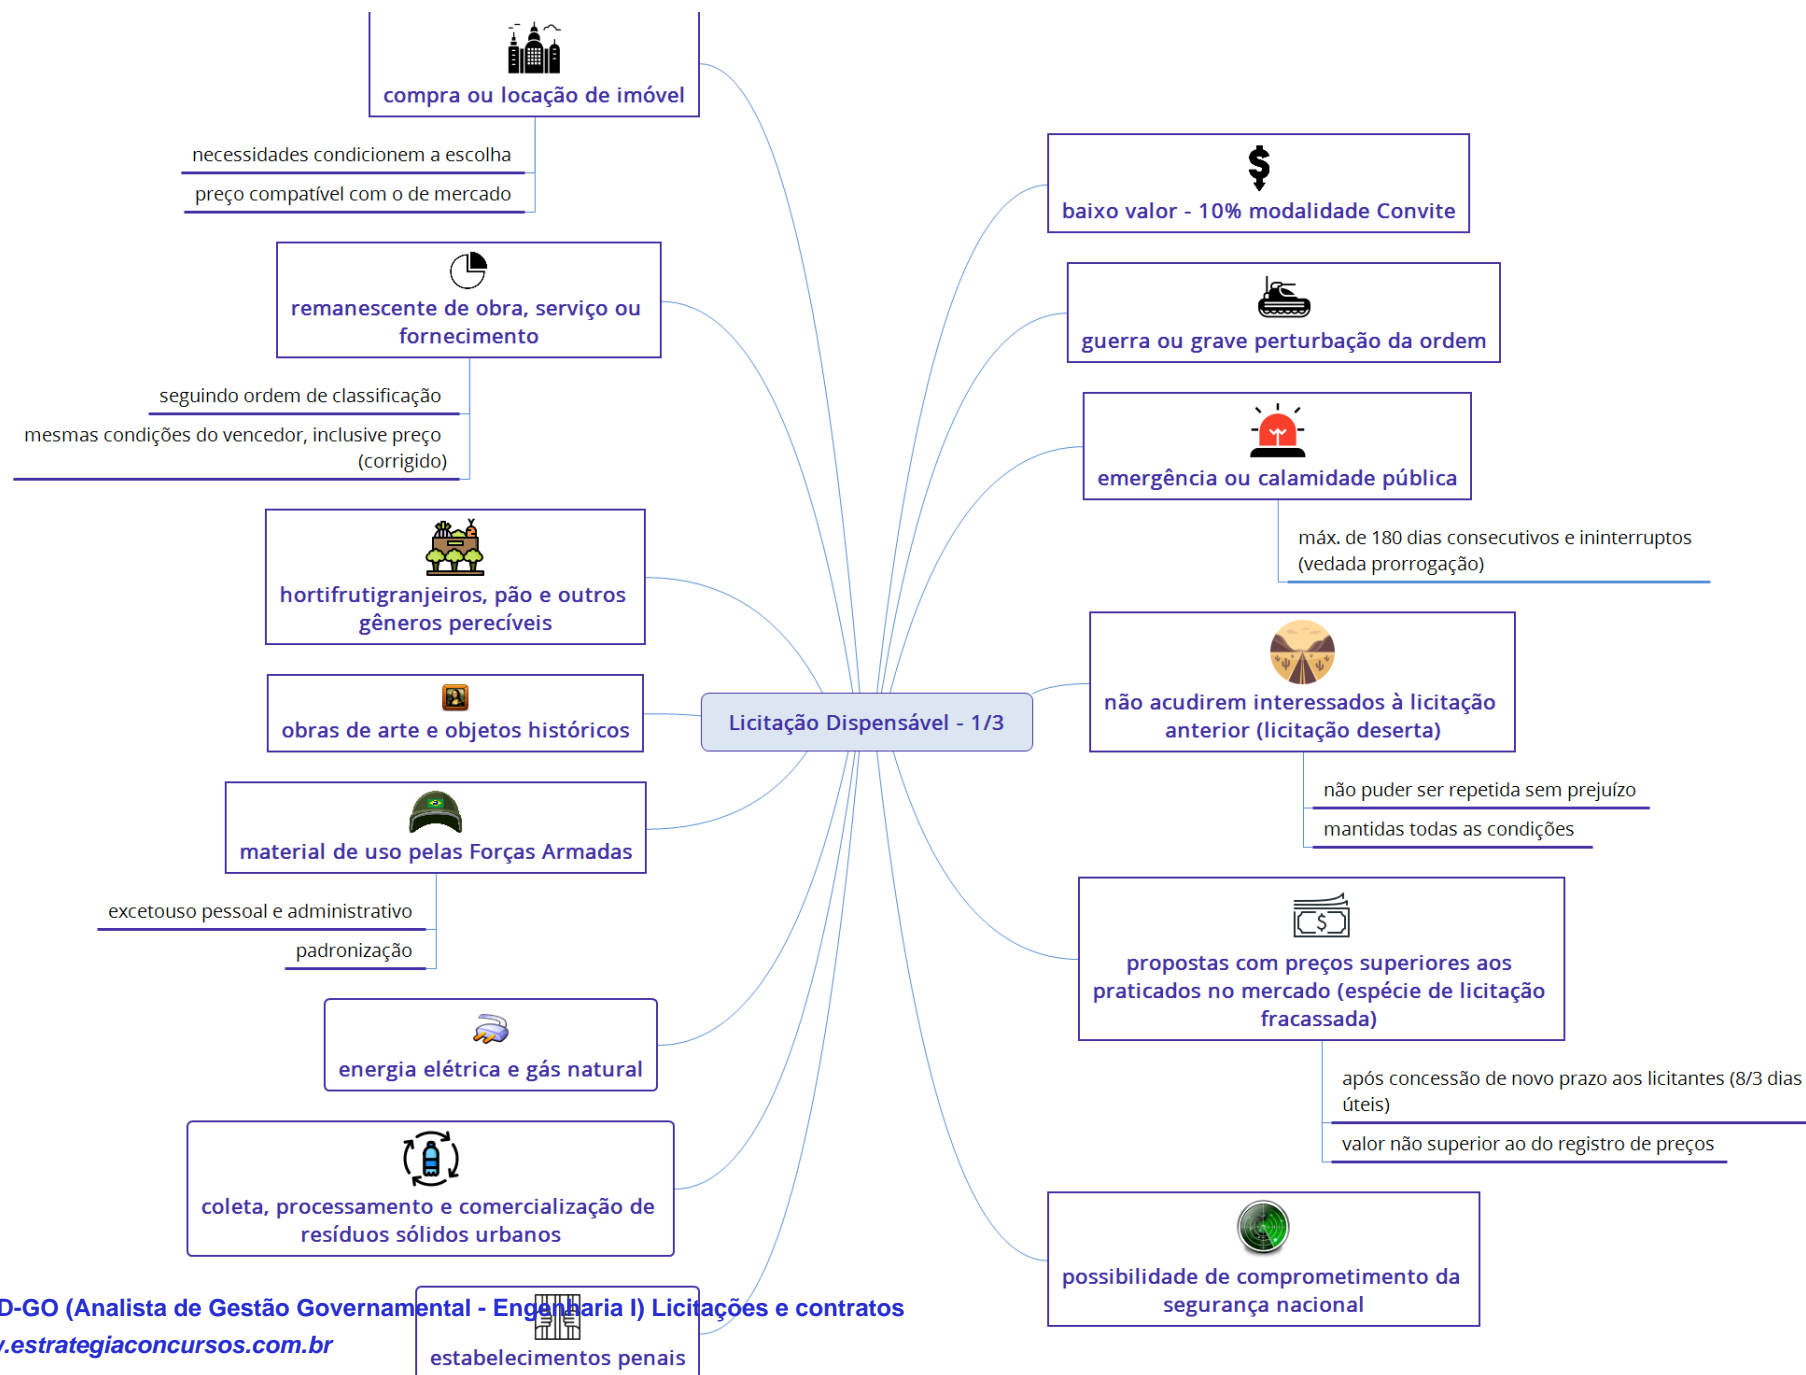 compra ou locação de imóvel
necessidades condicionem a escolha
preço compatível com o de mercado
remanescente de obra, serviço ou
fornecimento
seguindo ordem de classificação
mesmas condições do vencedor, inclusive preço
(corrigido)
hortifrutigranjeiros, pão e outros
gêneros perecíveis
obras de arte e objetos históricos
material de uso pelas Forças Armadas
excetouso pessoal e administrativo
padronização
energia elétrica e gás natural
coleta, processamento e comercialização de
resíduos sólidos urbanos
estabelecimentos penais
Licitação Dispensável - 1/3
baixo valor - 10% modalidade Convite
guerra ou grave perturbação da ordem
emergência ou calamidade pública
máx. de 180 dias consecutivos e ininterruptos
(vedada prorrogação)
não acudirem interessados à licitação
anterior (licitação deserta)
não puder ser repetida sem prejuízo
mantidas todas as condições
propostas com preços superiores aos
praticados no mercado (espécie de licitação
fracassada)
após concessão de novo prazo aos licitantes (8/3 dias
úteis)
valor não superior ao do registro de preços
possibilidade de comprometimento da
segurança nacional
D-GO (Analista de Gestão Governamental - Engenharia I) Licitações e contratos
.estrategiaconcursos.com.br